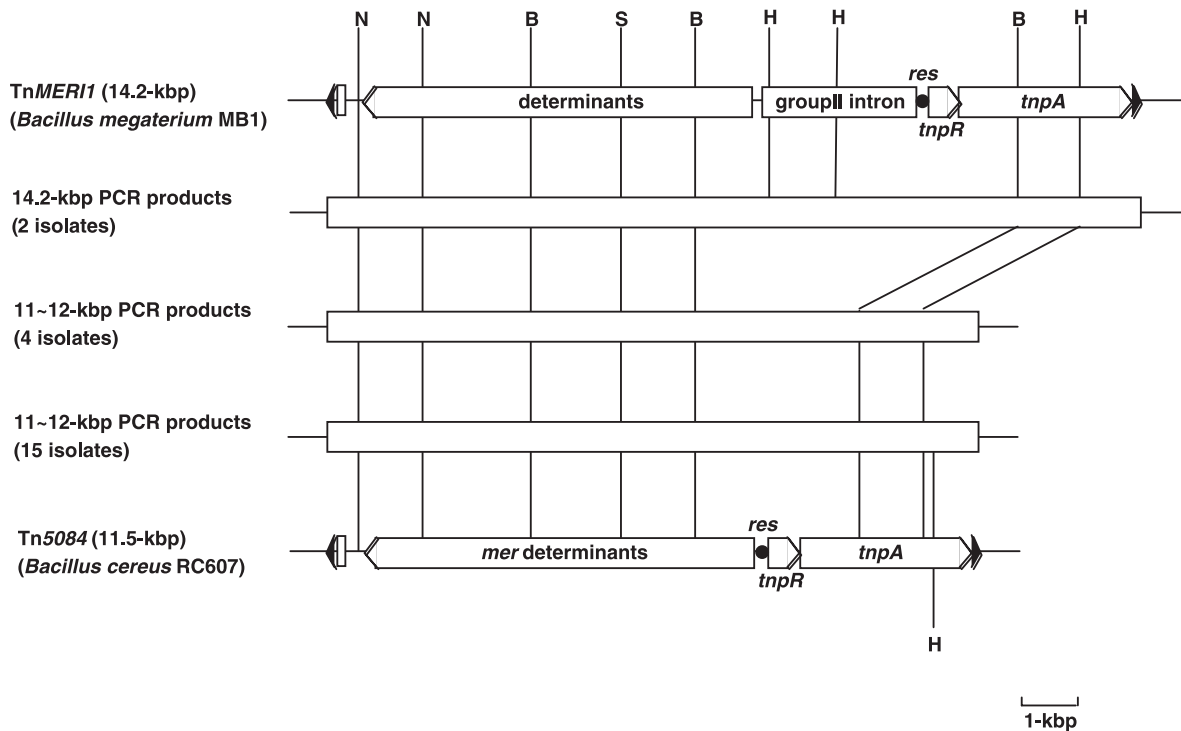 N N B S B H H B H
res
TnMERI1 (14.2-kbp)
(Bacillus megaterium MB1)
determinants
groupII intron
tnpR
tnpA
14.2-kbp PCR products
(2 isolates)
11~12-kbp PCR products
(4 isolates)
11~12-kbp PCR products
(15 isolates)
res
Tn5084 (11.5-kbp)
(Bacillus cereus RC607)
mer determinants
tnpR
tnpA
H
1-kbp